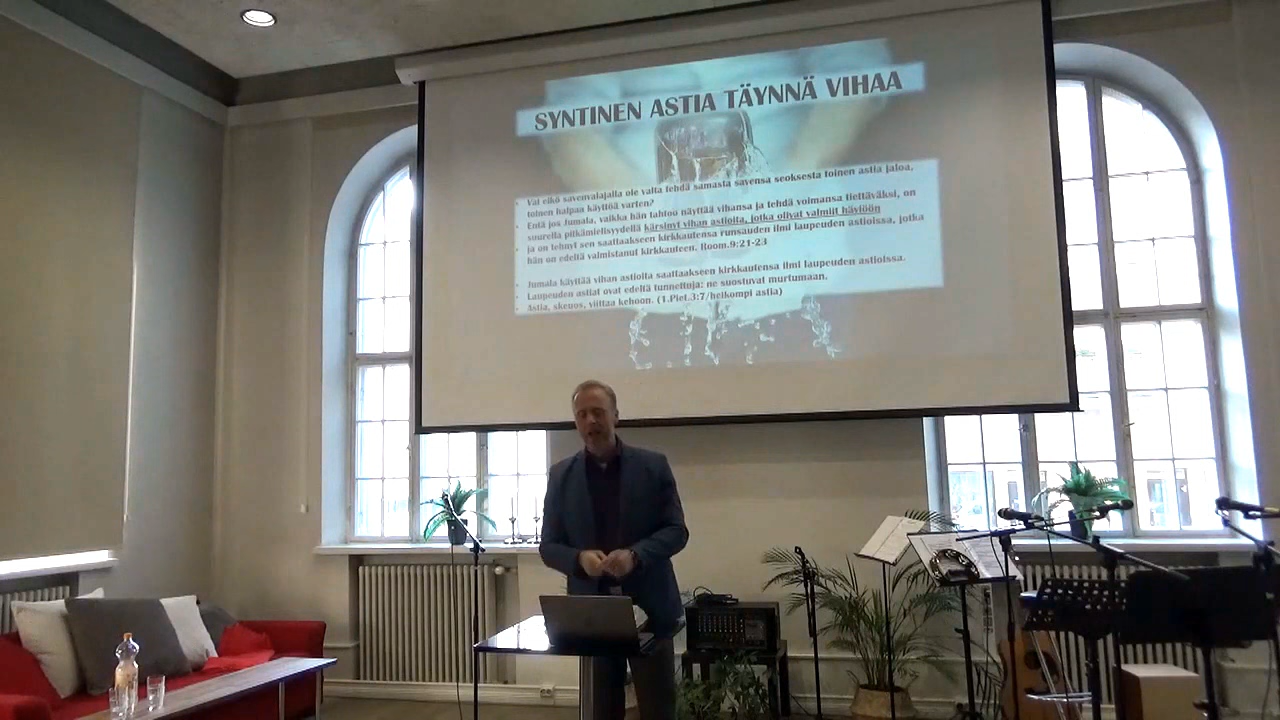 SYNTINEN ASTIA TÄYNNÄ VIHAA
Vai eikö savenvalajalla ole valta tehdä samasta savensa seoksesta toinen astia jaloa,
toinen halpaa käyttöä varten?
Entä jos Jumala, vaikka hän tahtoo näyttää vihansa ja tehdä voimansa tiettäväksi, on
suurella pitkämielisyydellä kärsinyt vihan astioita, jotka olivat valmiit häviöön
ja on tehnyt sen saattaakseen kirkkautensa runsauden ilmi laupeuden astioissa, jotka
hän on edeltä valmistanut kirkkauteen. Room.9:21-23
Jumala käyttää vihan astioita saattaakseen kirkkautensa ilmi laupeuden astioissa.
Laupeuden astiat ovat edeltä tunnettuja: ne suostuvat murtumaan.
Astia, skeuos, viittaa kehoon. (1.Piet.3:7/heikompi astia)